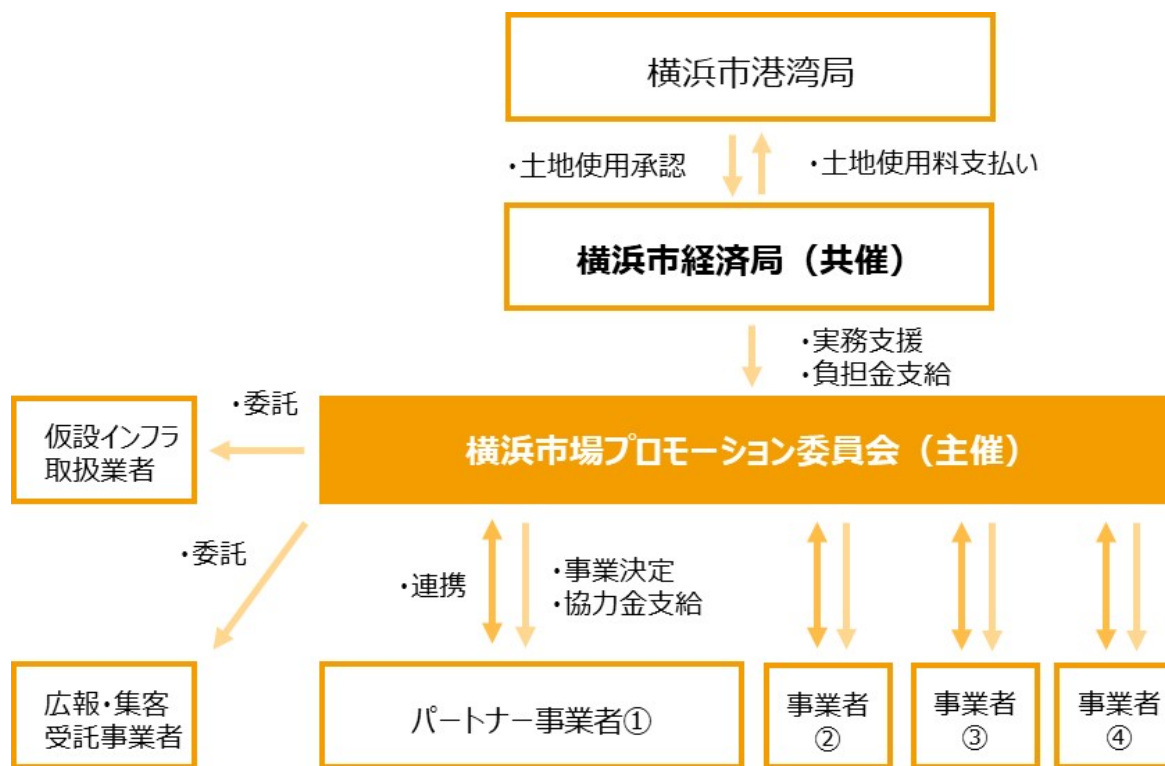 横浜市港湾局
・土地使用承認
・土地使用料支払い
横浜市経済局（共催）
・実務支援
・負担金支給
・委託
仮設インフラ
取扱業者
横浜市場プロモーション委員会（主催）
・委託
・連携
・事業決定
・協力金支給
広報・集客
受託事業者
パートナー事業者①
事業者
②
事業者
③
事業者
④